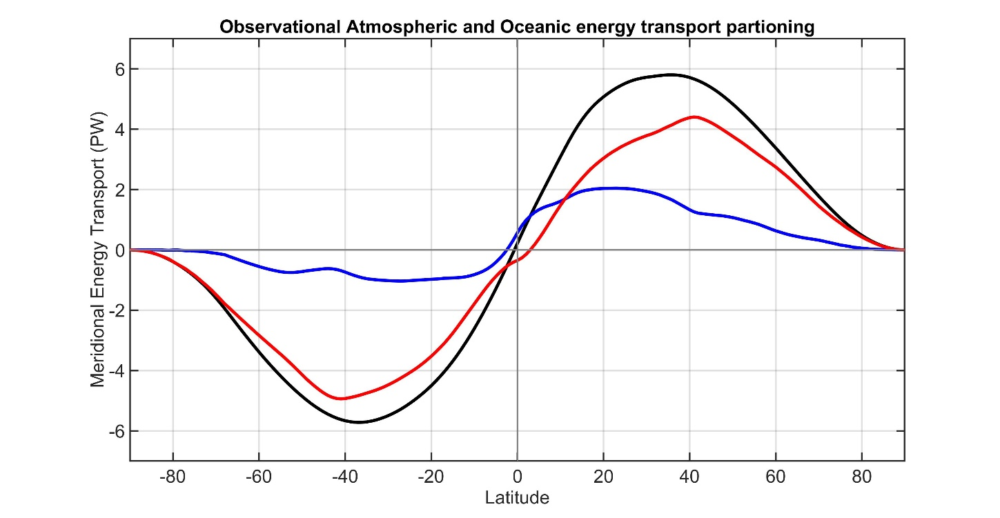 Observational Atmospheric and Oceanic energy transport partioning
Meridional Energy Transport (PW)
6
4
2
0
-2
-4
-6
-80 -60 -40 -20 0 20 40 60 80
Latitude